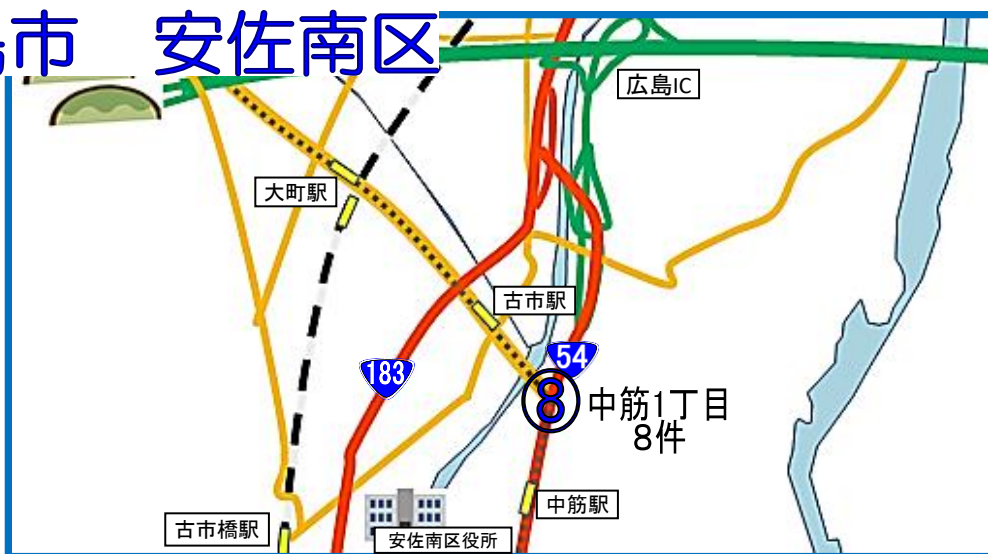 島市 安佐南区
広島IC
大町駅
古市駅
183
54
8
中筋1丁目
8件
中筋駅
古市橋駅
安佐南区役所